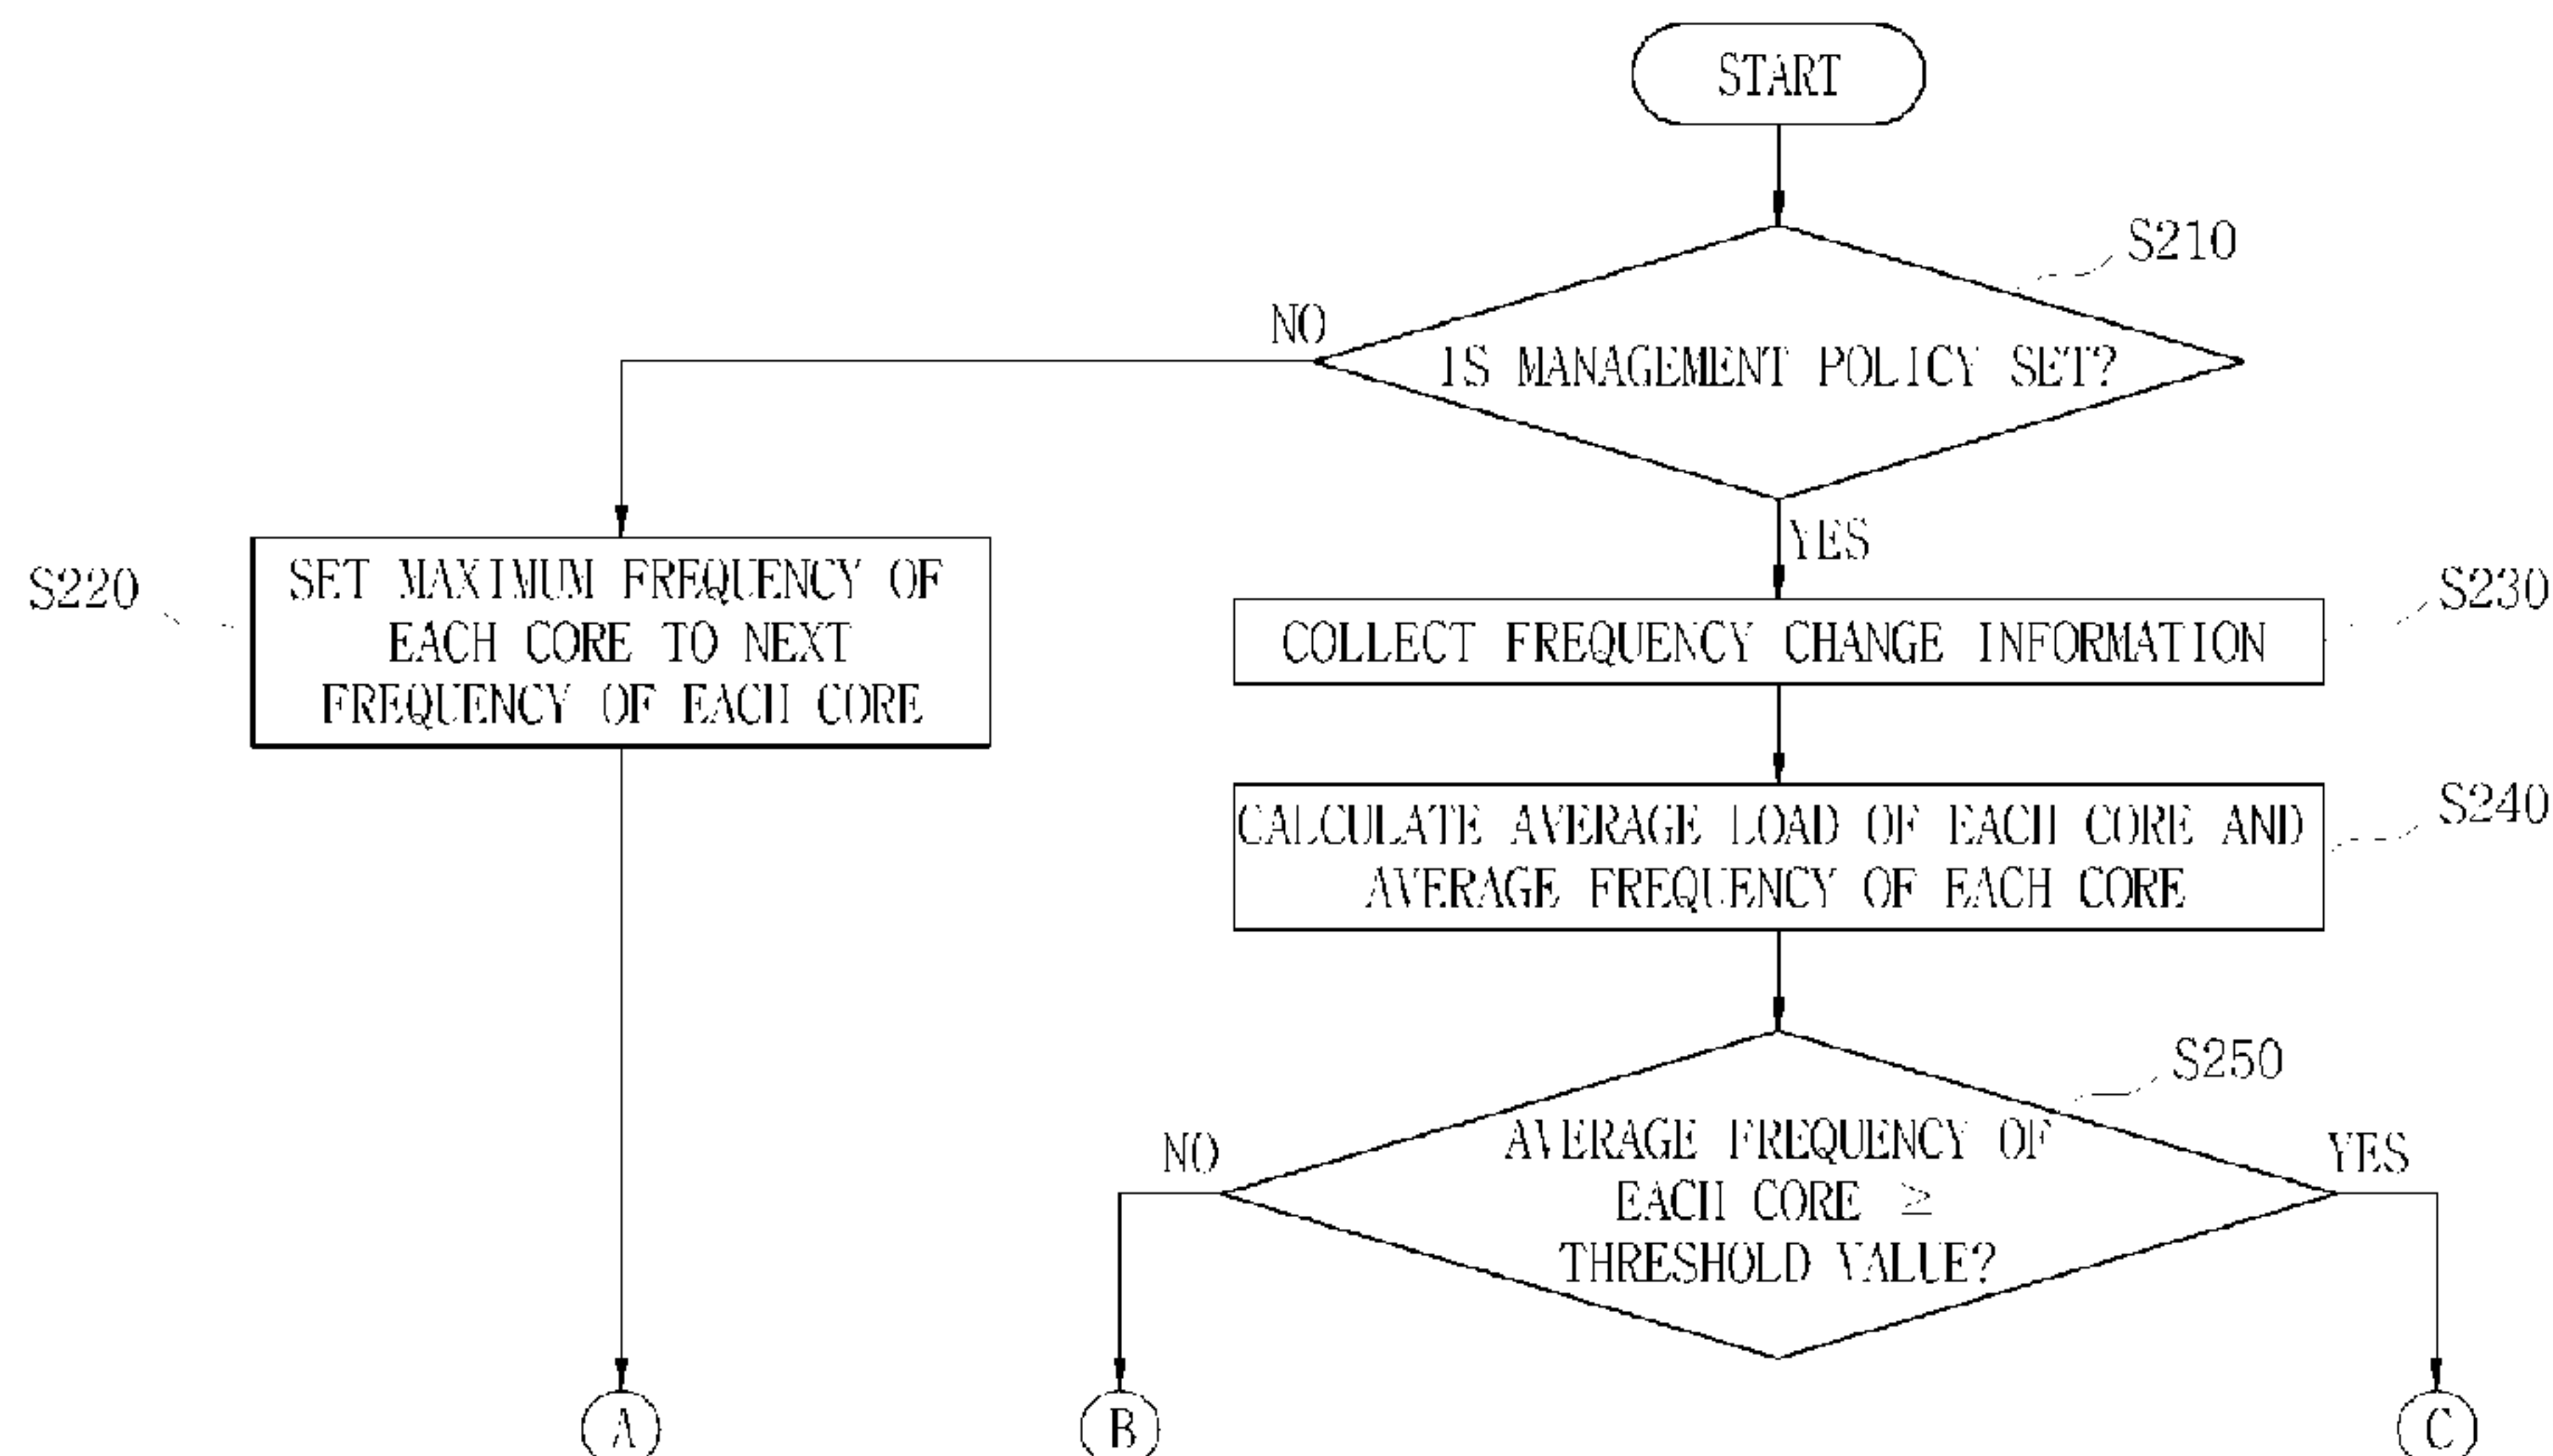 START
S210
NO
IS MANAGEMENT POLICY SET?
YES
S220
SET MAXIMUM FREQUENCY OF
EACH CORE TO NEXT
FREQUENCY OF EACH CORE
S230
COLLECT FREQUENCY CHANGE INFORMATION
S240
CALCULATE AVERAGE LOAD OF EACH CORE AND
AVERAGE FREQUENCY OF EACH CORE
S250
NO
AVERAGE FREQUENCY OF
EACH CORE ≥
THRESHOLD VALUE?
YES
A
B
C